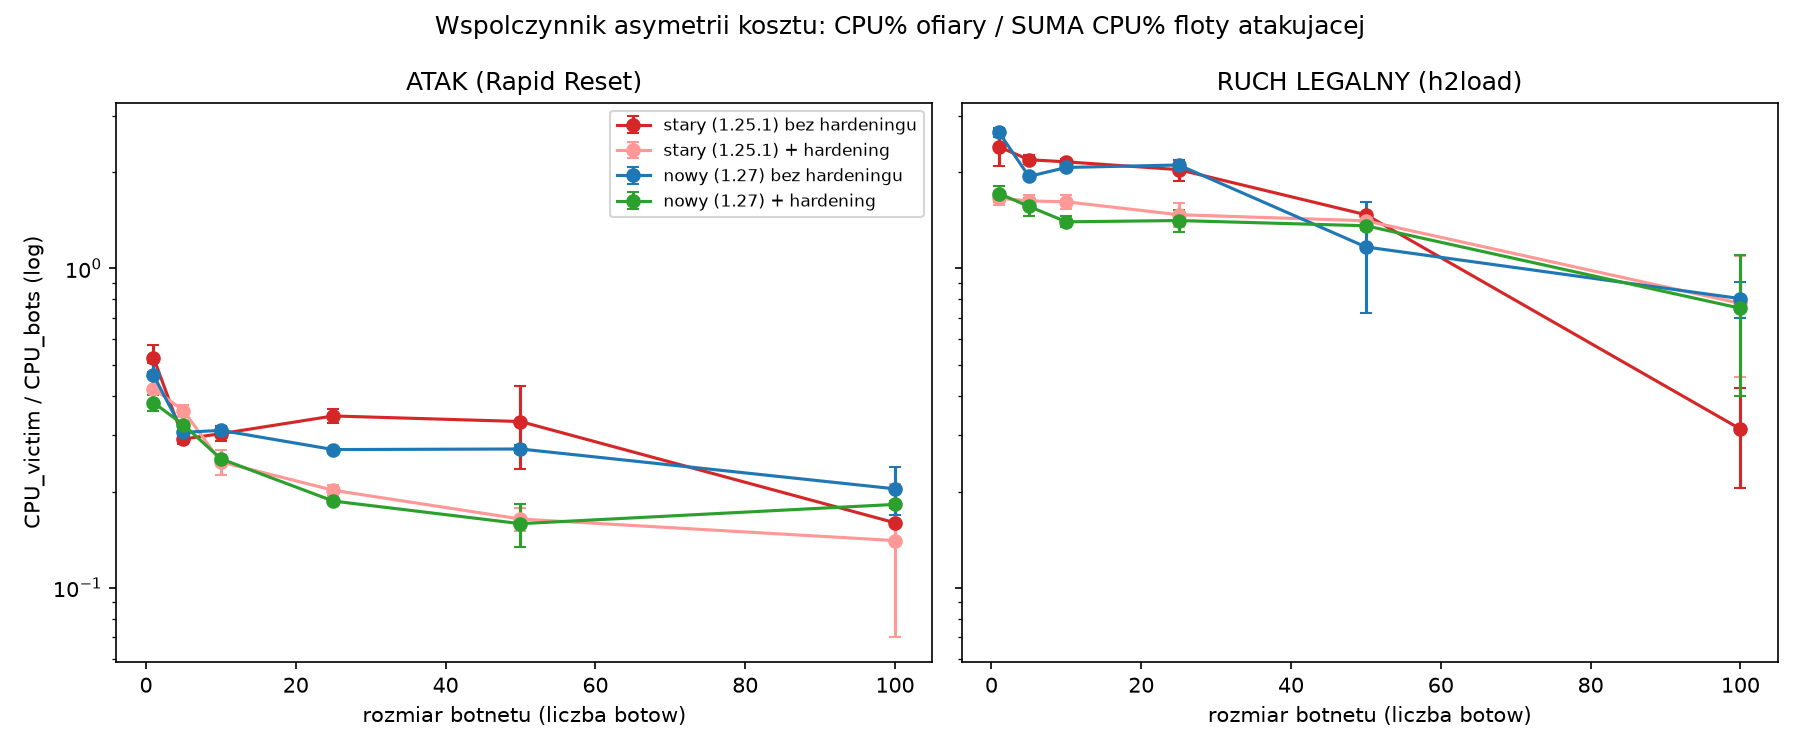 Wspolczynnik asymetrii kosztu: CPU% ofiary / SUMA CPU% floty atakujacej
ATAK (Rapid Reset)
stary (1.25.1) bez hardeningu
stary (1.25.1) + hardening
nowy (1.27) bez hardeningu
nowy (1.27) + hardening
CPU_victim / CPU_bots (log)
10⁰
10⁻¹
0 20 40 60 80 100
rozmiar botnetu (liczba botow)
RUCH LEGALNY (h2load)
0 20 40 60 80 100
rozmiar botnetu (liczba botow)